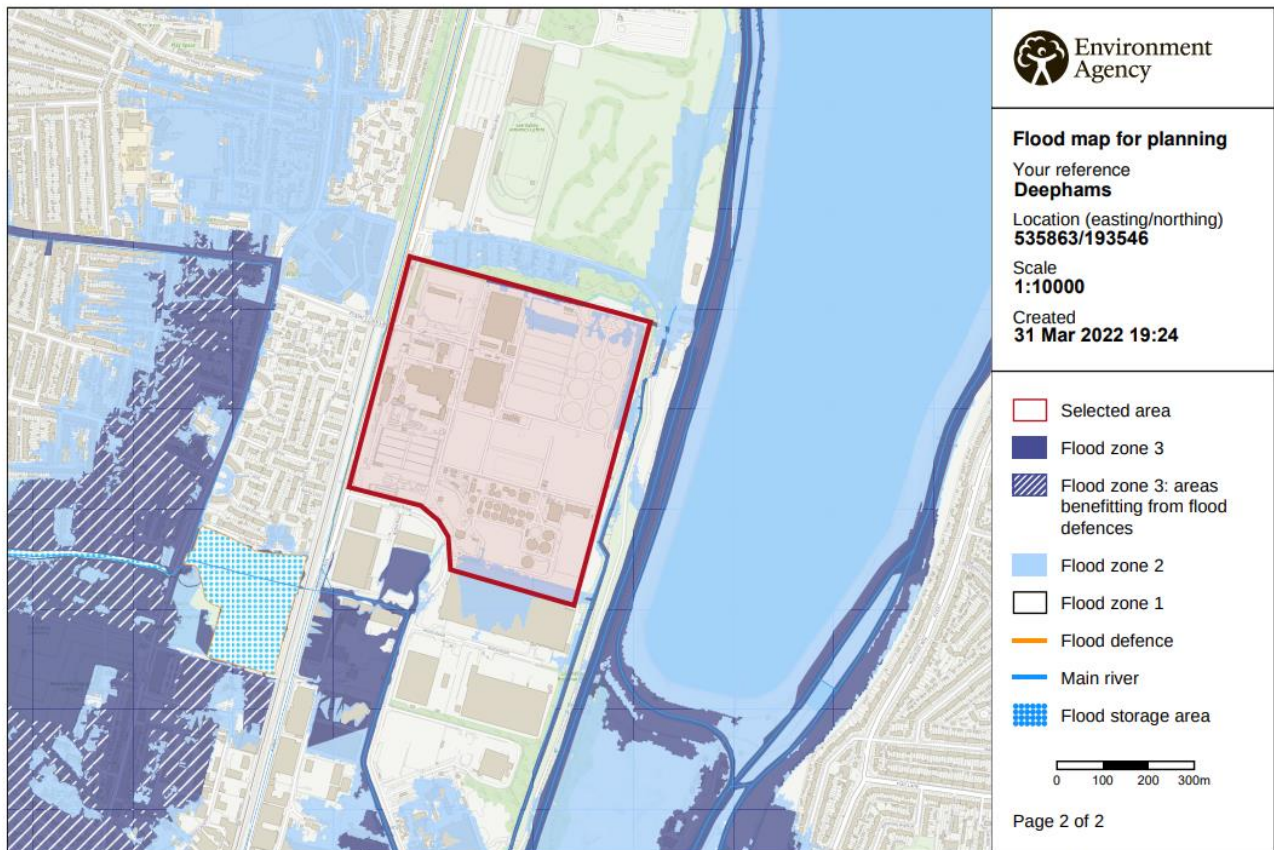 Environment
Agency
Flood map for planning
Your reference
Deephams
Location (easting/northing)
535863/193546
Scale
1:10000
Created
31 Mar 2022 19:24
Selected area
Flood zone 3
Flood zone 3: areas
benefitting from flood
defences
Flood zone 2
Flood zone 1
Flood defence
Main river
Flood storage area
0 100 200 300m
Page 2 of 2